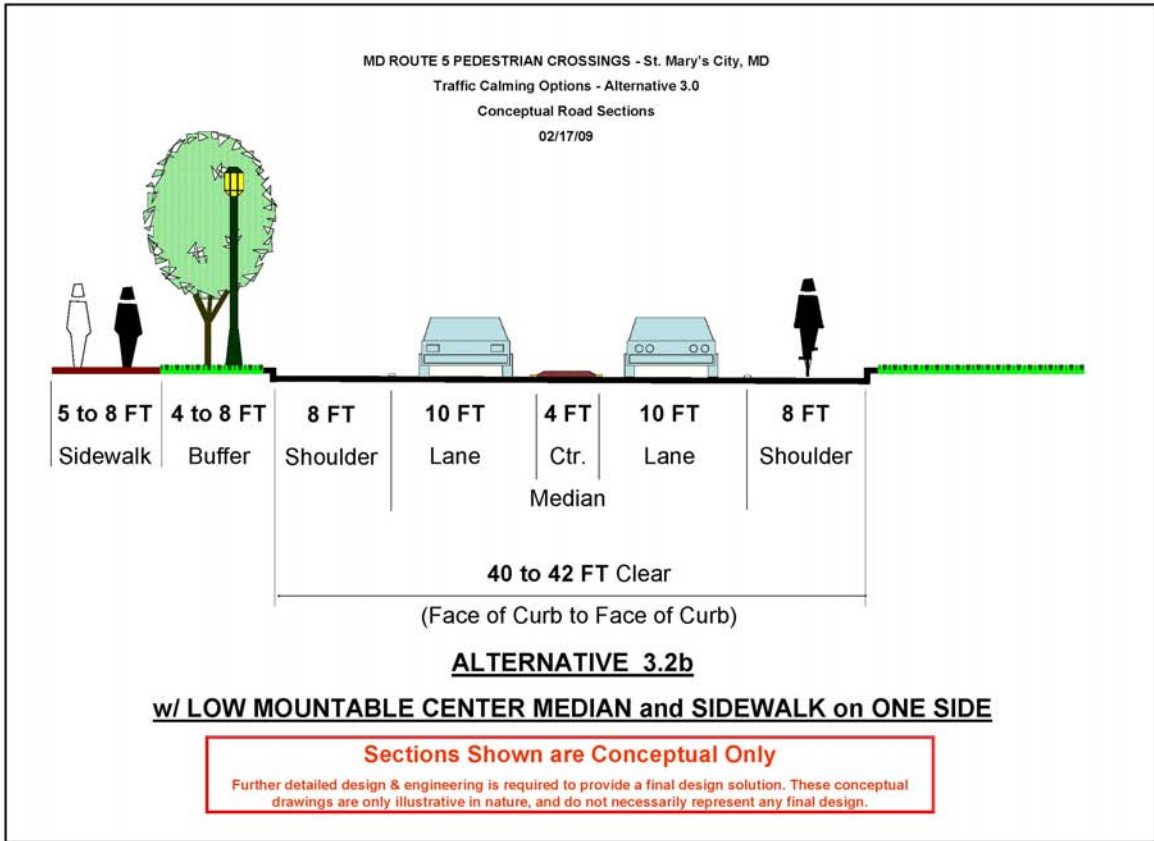 MD ROUTE 5 PEDESTRIAN CROSSINGS - St. Mary's City, MD
Traffic Calming Options - Alternative 3.0
Conceptual Road Sections
02/17/09
5 to 8 FT
Sidewalk
4 to 8 FT
Buffer
8 FT
Shoulder
10 FT
Lane
4 FT
Ctr.
Median
10 FT
Lane
8 FT
Shoulder
40 to 42 FT Clear
(Face of Curb to Face of Curb)
ALTERNATIVE 3.2b
w/ LOW MOUNTABLE CENTER MEDIAN and SIDEWALK on ONE SIDE
Sections Shown are Conceptual Only
Further detailed design & engineering is required to provide a final design solution. These conceptual
drawings are only illustrative in nature, and do not necessarily represent any final design.